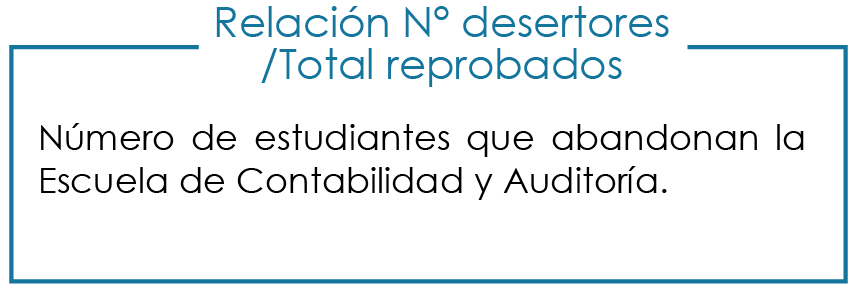 Relación N° desertores
/Total reprobados
Número de estudiantes que abandonan la
Escuela de Contabilidad y Auditoría.